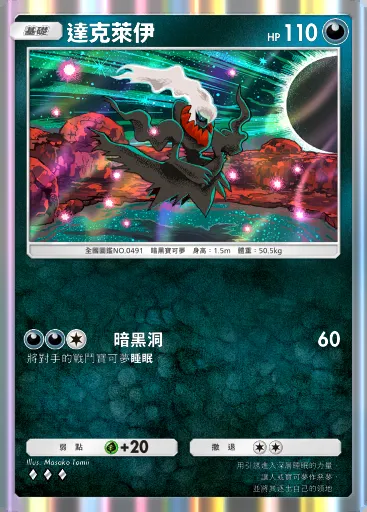 基礎 達克萊伊 HP 110
全國圖鑑NO.0491 暗黑寶可夢 身高：1.5m 體重：50.5kg
暗黑洞 60
將對手的戰鬥寶可夢睡眠
弱點 +20 撤退
Illus. Masako Tomii
用引誘進入深層睡眠的力量，
讓人或寶可夢作惡夢，
並將其逐出自己的領地。